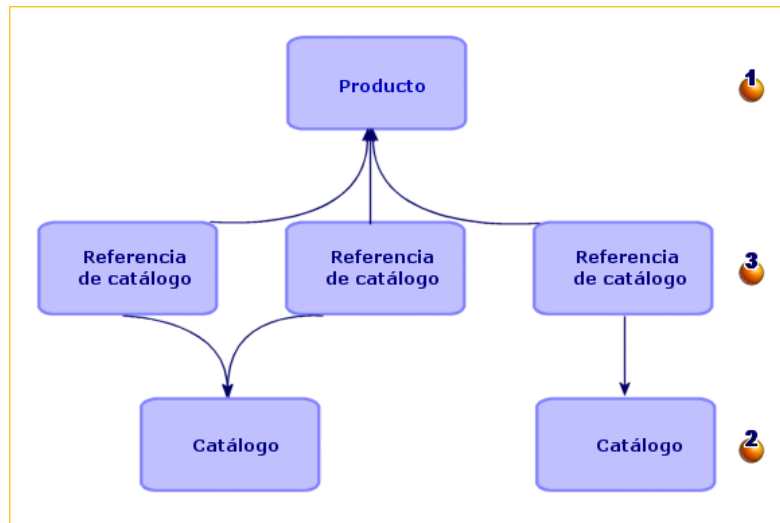 Producto
1
Referencia
de catálogo
Referencia
de catálogo
Referencia
de catálogo
3
Catálogo
Catálogo
2